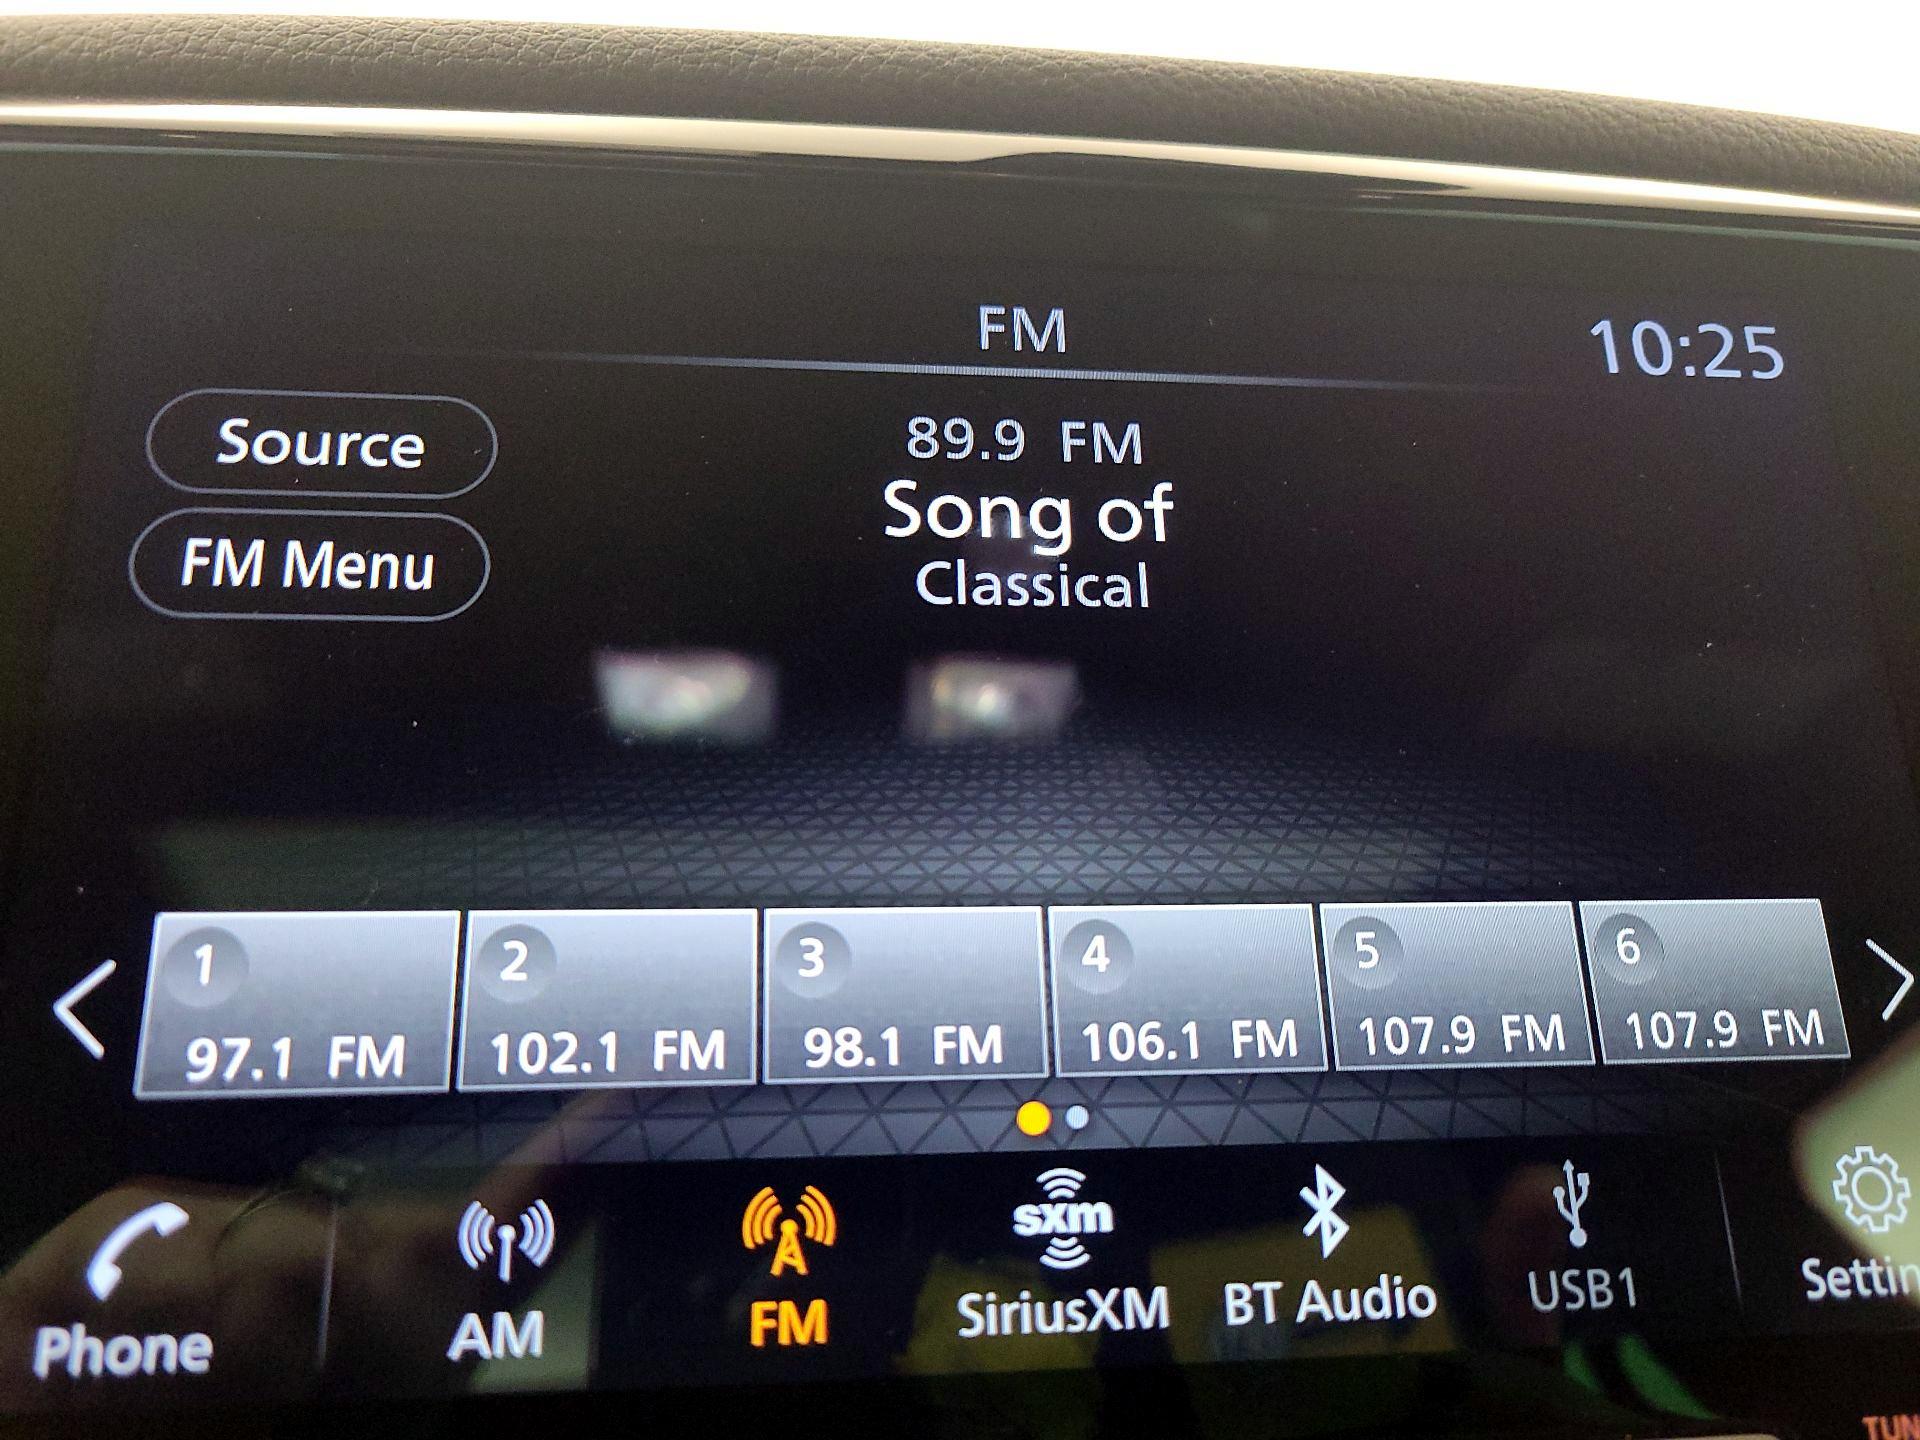 FM
10:25
Source
89.9 FM
Song of
FM Menu
Classical
1
2
3
4
5
6
97.1 FM
102.1 FM
98.1 FM
106.1 FM
107.9 FM
107.9 FM
sxm
Phone
AM
FM
SiriusXM
BT Audio
USB1
Settin
TUN